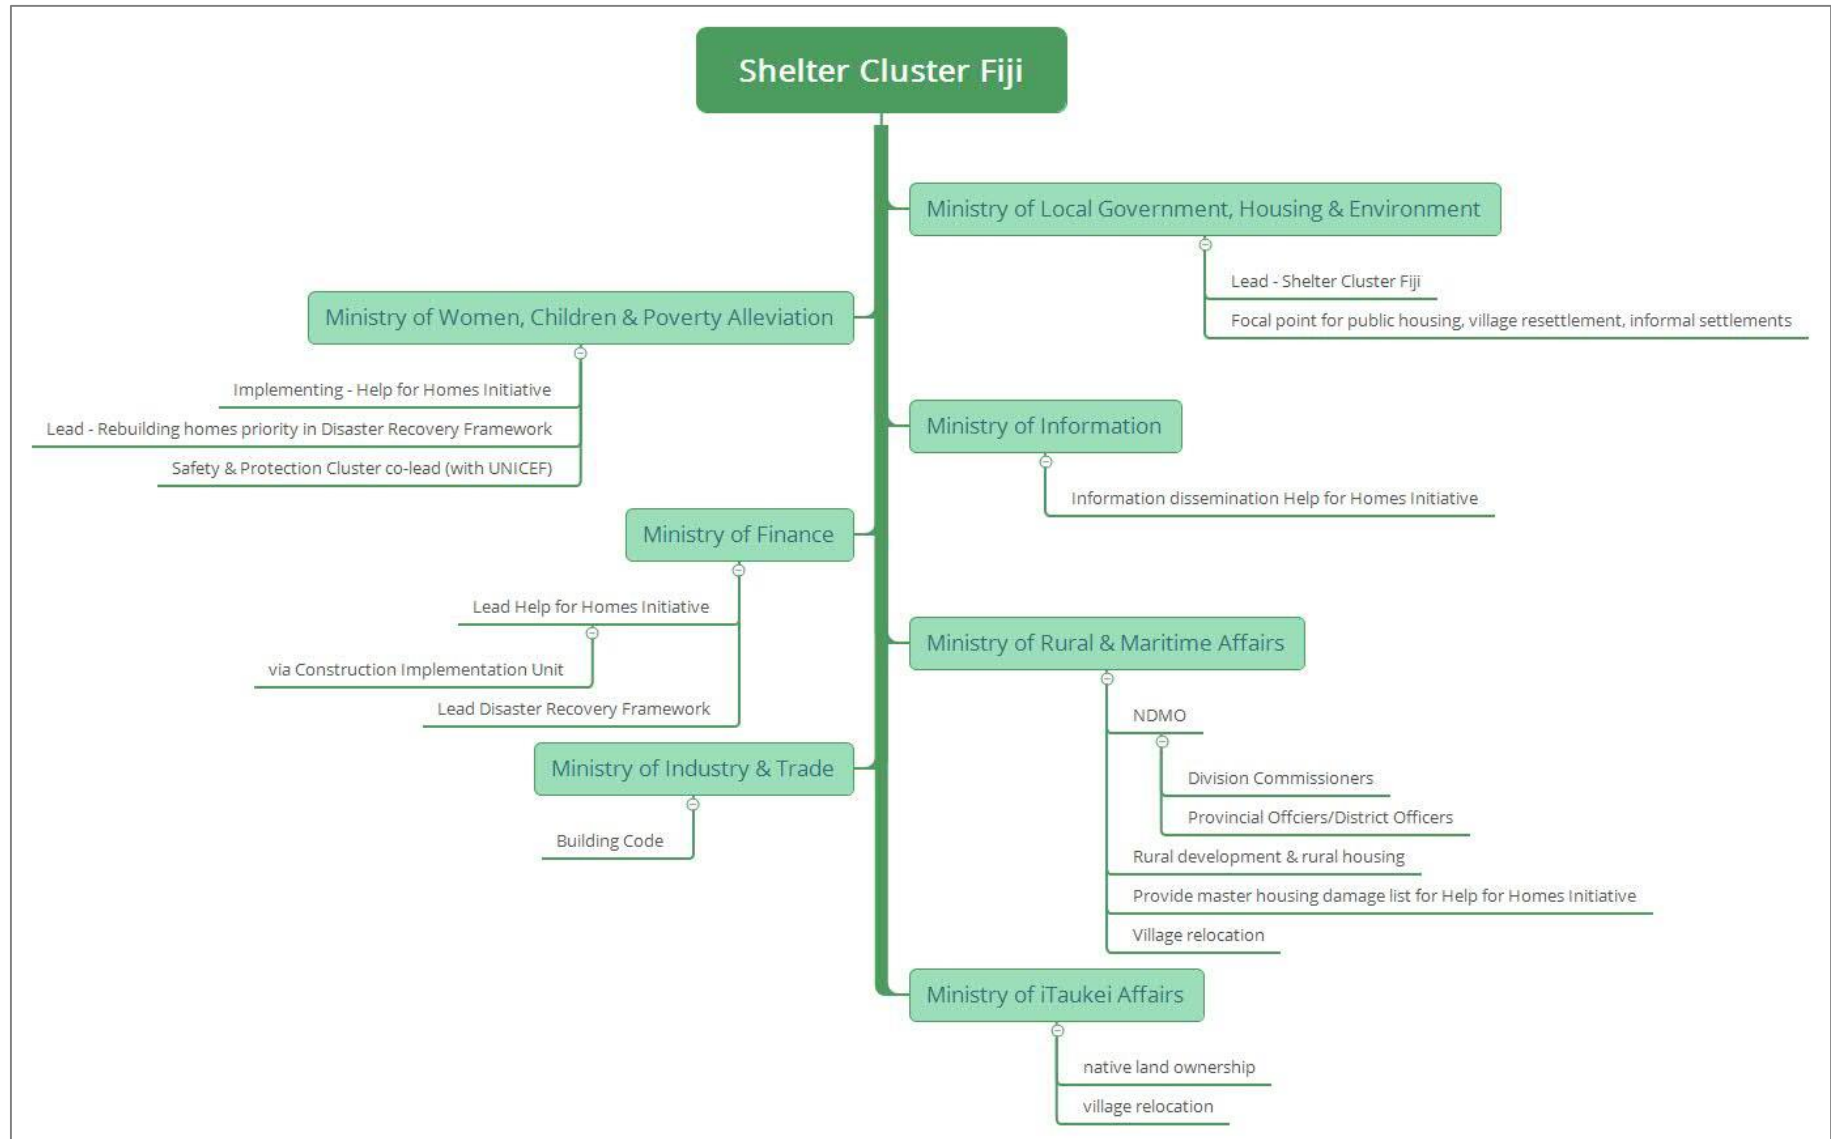 Shelter Cluster Fiji
Ministry of Local Government, Housing & Environment
Lead - Shelter Cluster Fiji
Focal point for public housing, village resettlement, informal settlements
Ministry of Women, Children & Poverty Alleviation
Implementing - Help for Homes Initiative
Lead - Rebuilding homes priority in Disaster Recovery Framework
Safety & Protection Cluster co-lead (with UNICEF)
Ministry of Information
Information dissemination Help for Homes Initiative
Ministry of Finance
Lead Help for Homes Initiative
via Construction Implementation Unit
Lead Disaster Recovery Framework
Ministry of Rural & Maritime Affairs
NDMO
Division Commissioners
Provincial Offciers/District Officers
Rural development & rural housing
Provide master housing damage list for Help for Homes Initiative
Village relocation
Ministry of Industry & Trade
Building Code
Ministry of iTaukei Affairs
native land ownership
village relocation